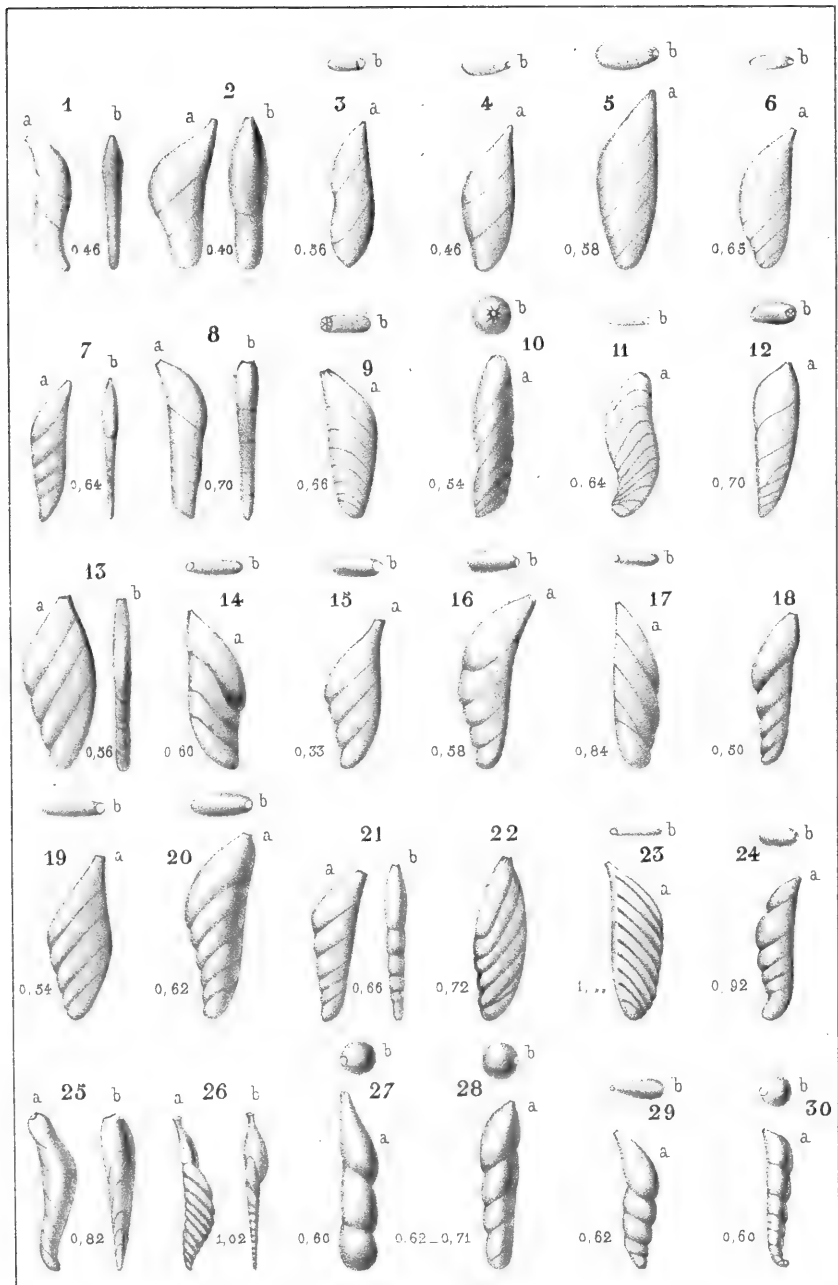 b b b b
1 2 3 4 5 6
a b a b a a a a
0,46 0,40 0,56 0,46 0,58 0,65
b b b b
7 8 9 10 11 12
a b a b a a a a
0,64 0,70 0,66 0,54 0,64 0,70
b b b b
13 14 15 16 17 18
a b a a a a
0,56 0 60 0,33 0,58 0,84 0,50
b b b b
19 20 21 22 23 24
a a a b a a
0,54 0,62 0,66 0,72 1,„ 0,92
b b b b
25 26 27 28 29 30
a b a b a a a a
0,82 1,02 0,60 0,62_0,71 0,62 0,60